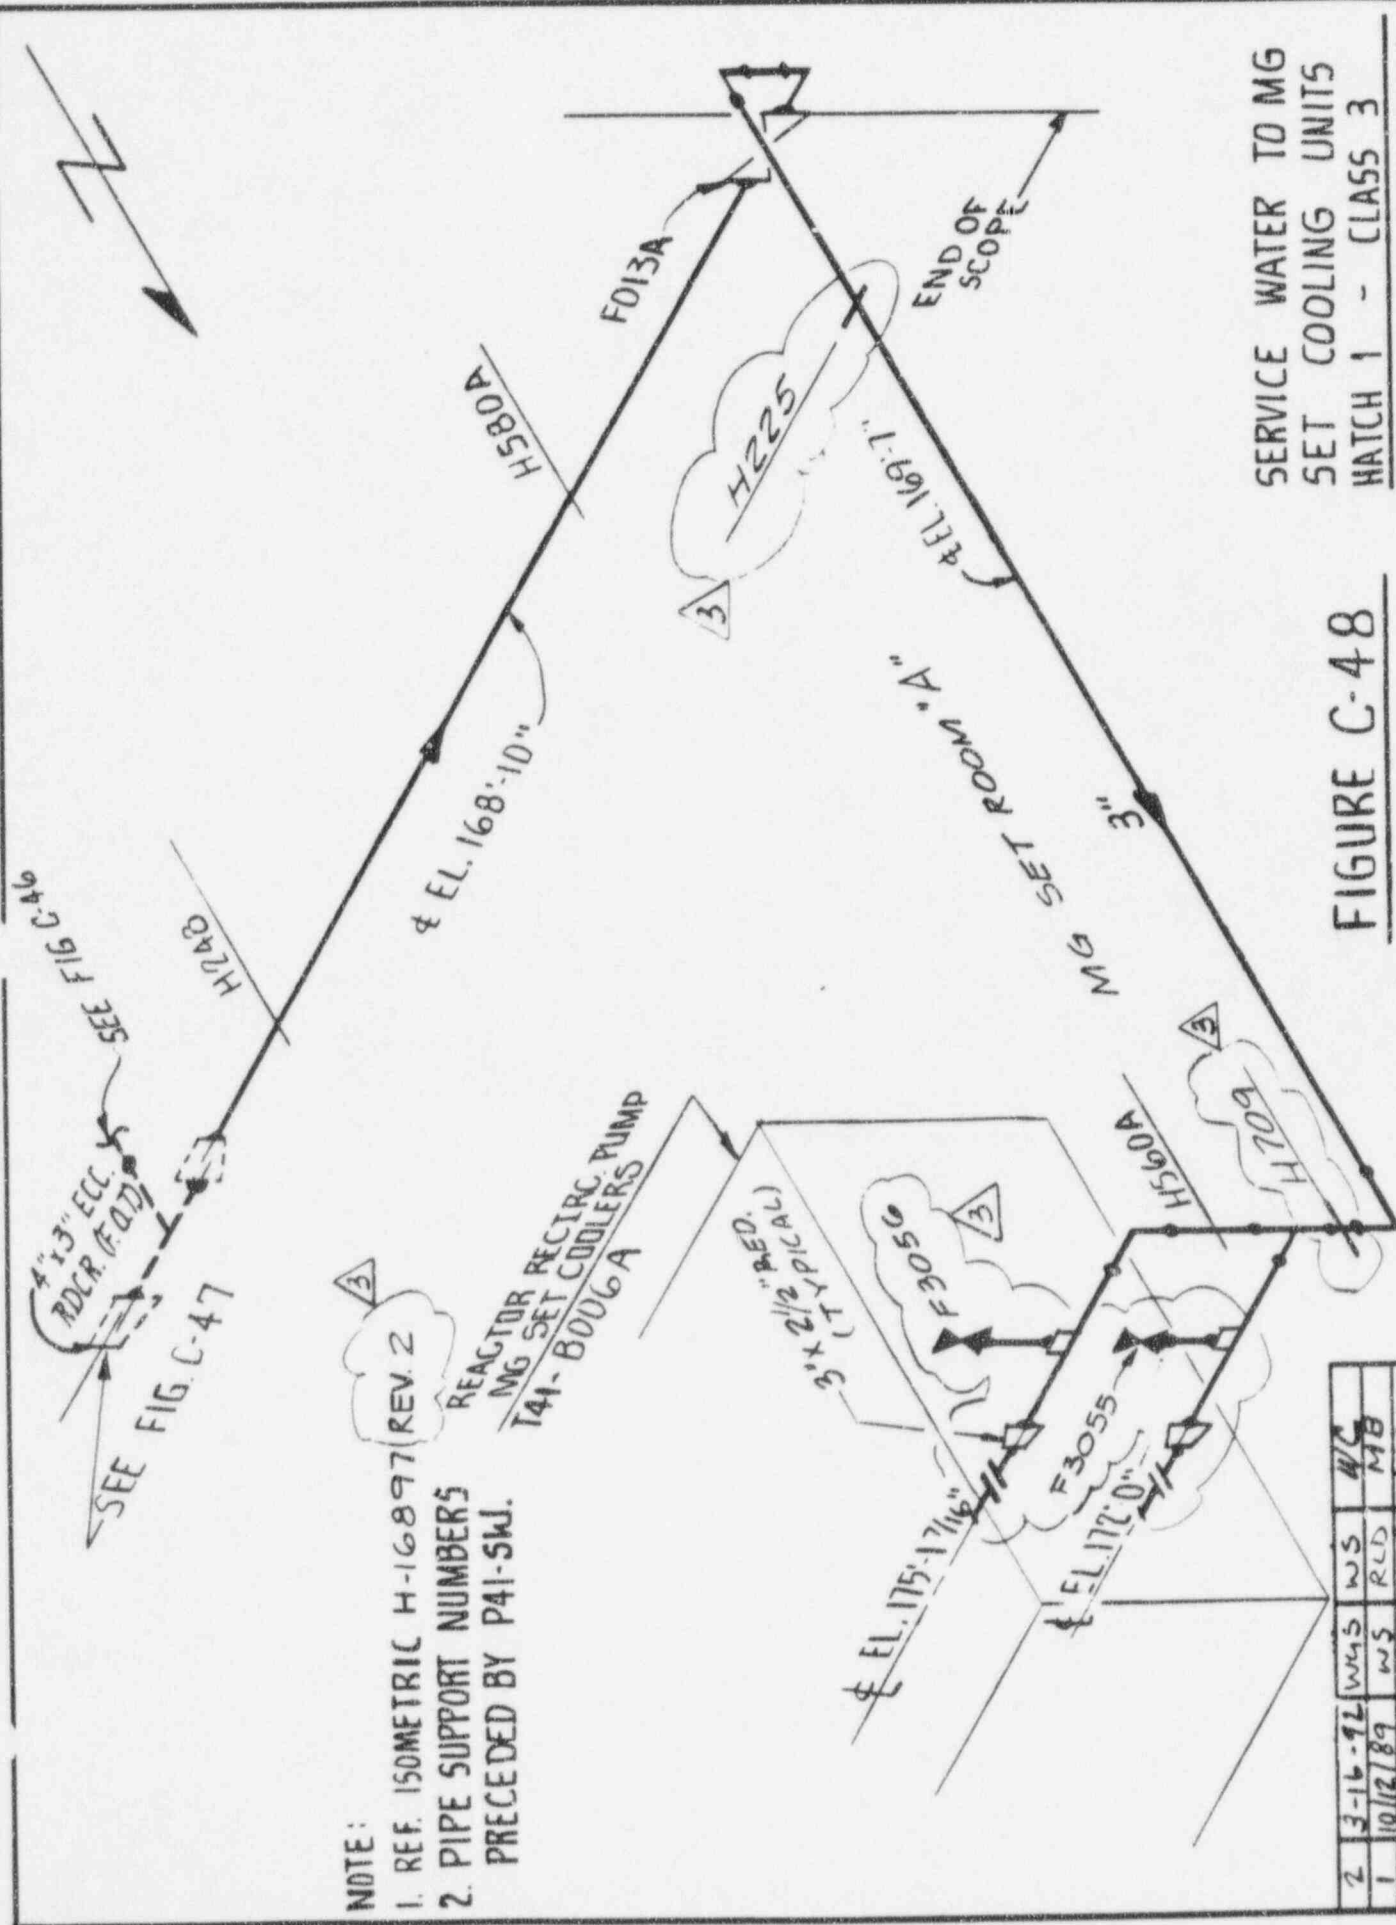 4"x3" ECC.
RDCR. (F.O.T)
SEE FIG C-46
SEE FIG. C-47
H248
℄ EL. 168'-10"
H580A
F013A
3
H225
END OF
SCOPE
℄ EL. 169'-7"
MG SET ROOM "A"
3"
NOTE:
1. REF. ISOMETRIC H-16897 (REV. 2
3
2. PIPE SUPPORT NUMBERS
PRECEDED BY P41-SW.
REACTOR RECIRC. PUMP
MG SET COOLERS
T41-B006A
3"x 2 1/2" RED.
(TYPICAL)
F3056
3
H560A
H709
3
F3055
℄ EL. 175'-1 7/16"
℄ EL. 172'-0"
SERVICE WATER TO MG
SET COOLING UNITS
HATCH 1 - CLASS 3
FIGURE C-48
2 3-16-92 WGS WS
1 10/12/89 WS RLD MB